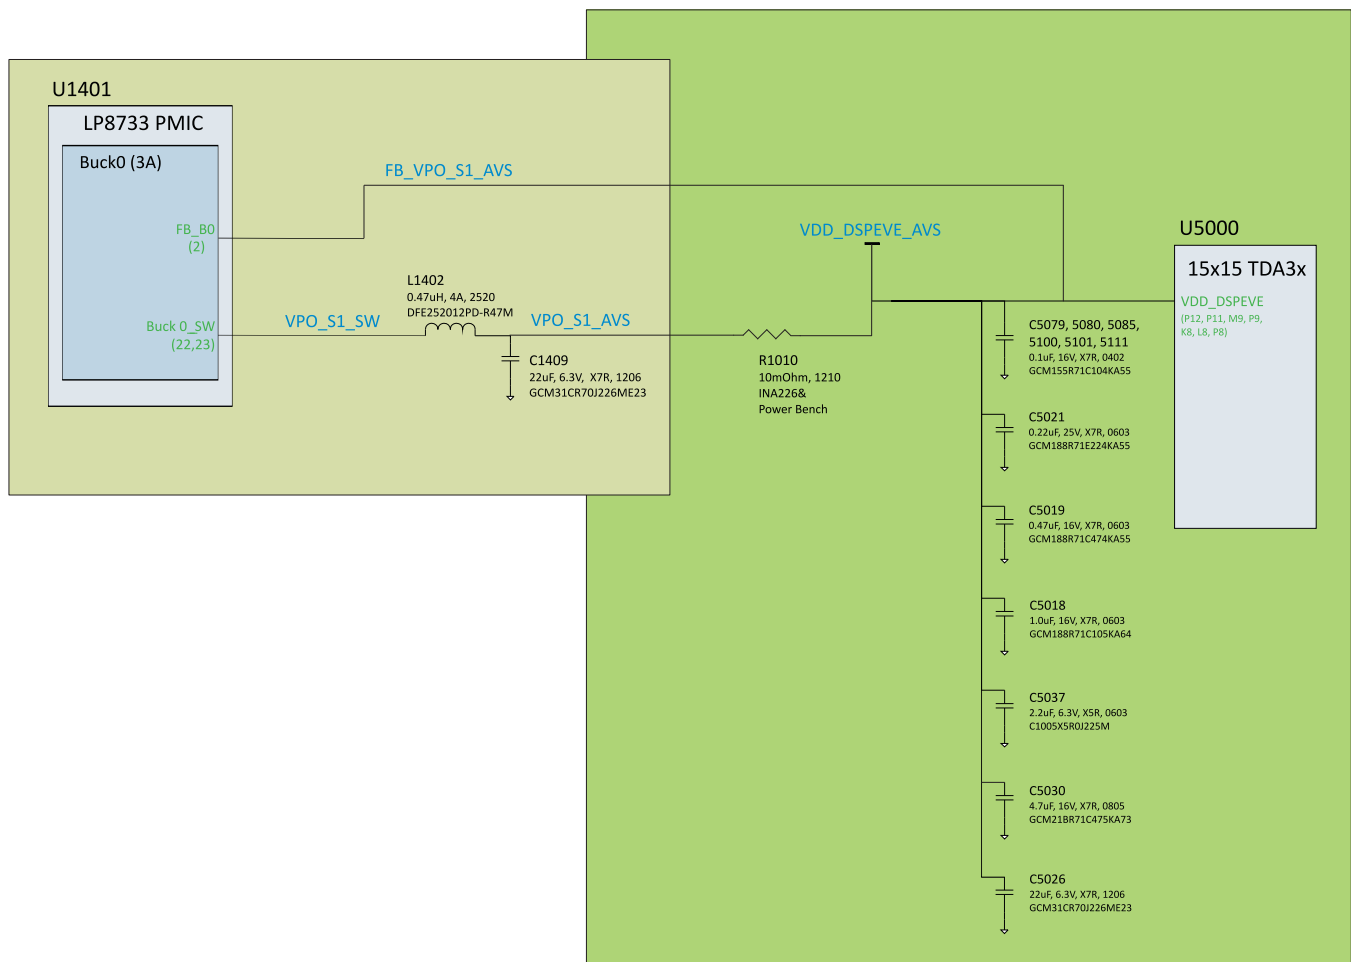 U1401
LP8733 PMIC
Buck0 (3A)
FB_B0
(2)
Buck 0_SW
(22,23)
FB_VPO_S1_AVS
VPO_S1_SW
L1402
0.47uH, 4A, 2520
DFE252012PD-R47M
VPO_S1_AVS
C1409
22uF, 6.3V,  X7R, 1206
GCM31CR70J226ME23
VDD_DSPEVE_AVS
R1010
10mOhm, 1210
INA226&
Power Bench
U5000
15x15 TDA3x
VDD_DSPEVE
(P12, P11, M9, P9,
K8, L8, P8)
C5079, 5080, 5085,
5100, 5101, 5111
0.1uF, 16V, X7R, 0402
GCM155R71C104KA55
C5021
0.22uF, 25V, X7R, 0603
GCM188R71E224KA55
C5019
0.47uF, 16V, X7R, 0603
GCM188R71C474KA55
C5018
1.0uF, 16V, X7R, 0603
GCM188R71C105KA64
C5037
2.2uF, 6.3V, X5R, 0603
C1005X5R0J225M
C5030
4.7uF, 16V, X7R, 0805
GCM21BR71C475KA73
C5026
22uF, 6.3V, X7R, 1206
GCM31CR70J226ME23